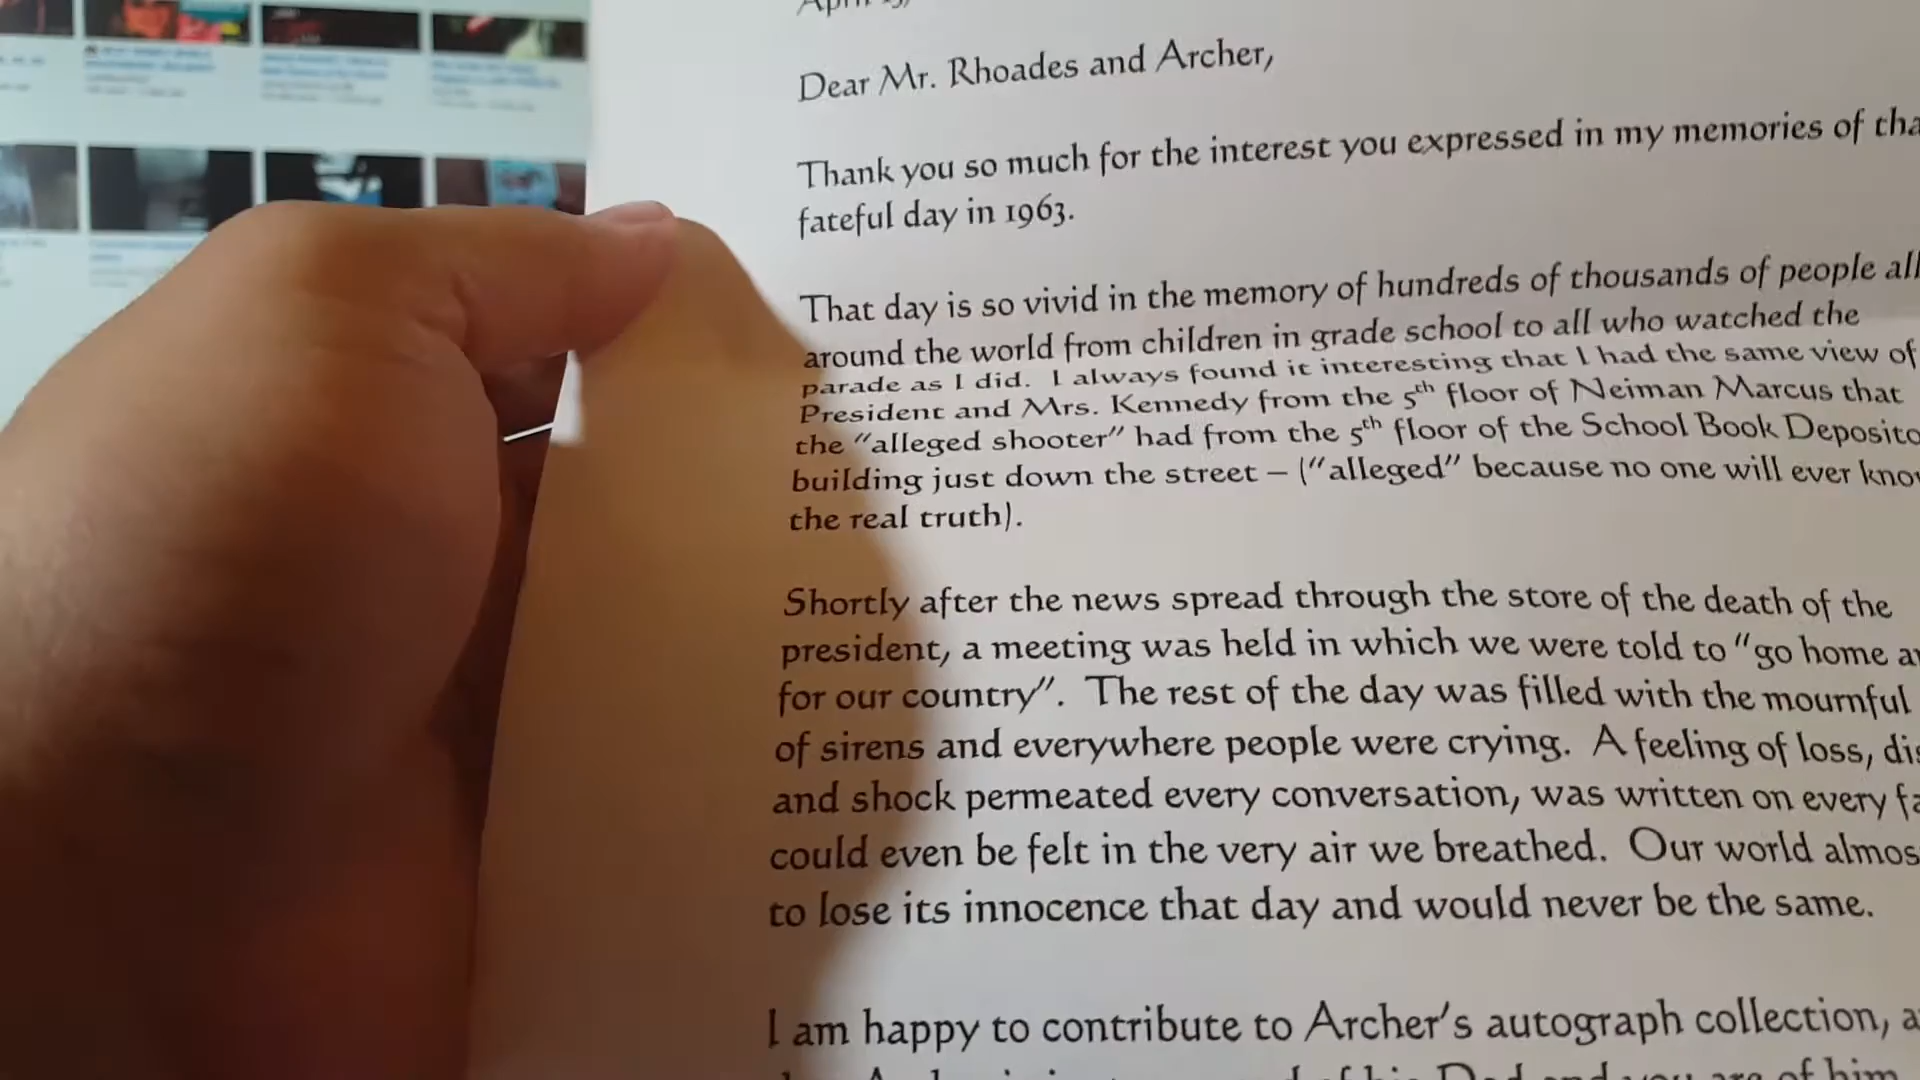 Dear Mr. Rhoades and Archer,
Thank you so much for the interest you expressed in my memories of
fateful day in 1963.
That day is so vivid in the memory of hundreds of thousands of people all
around the world from children in grade school to all who watched the
parade as I did. I always found it interesting that I had the same view of
President and Mrs. Kennedy from the 5th floor of Neiman Marcus that
the "alleged shooter" had from the 5th floor of the School Book
building just down the street – ("alleged" because no one will ever
the real truth).
Shortly after the news spread through the store of the death of the
president, a meeting was held in which we were told to "go home
for our country". The rest of the day was filled with the mournful
of sirens and everywhere people were crying. A feeling of loss,
and shock permeated every conversation, was written on every
could even be felt in the very air we breathed. Our world
to lose its innocence that day and would never be the same.
I am happy to contribute to Archer's autograph collection,